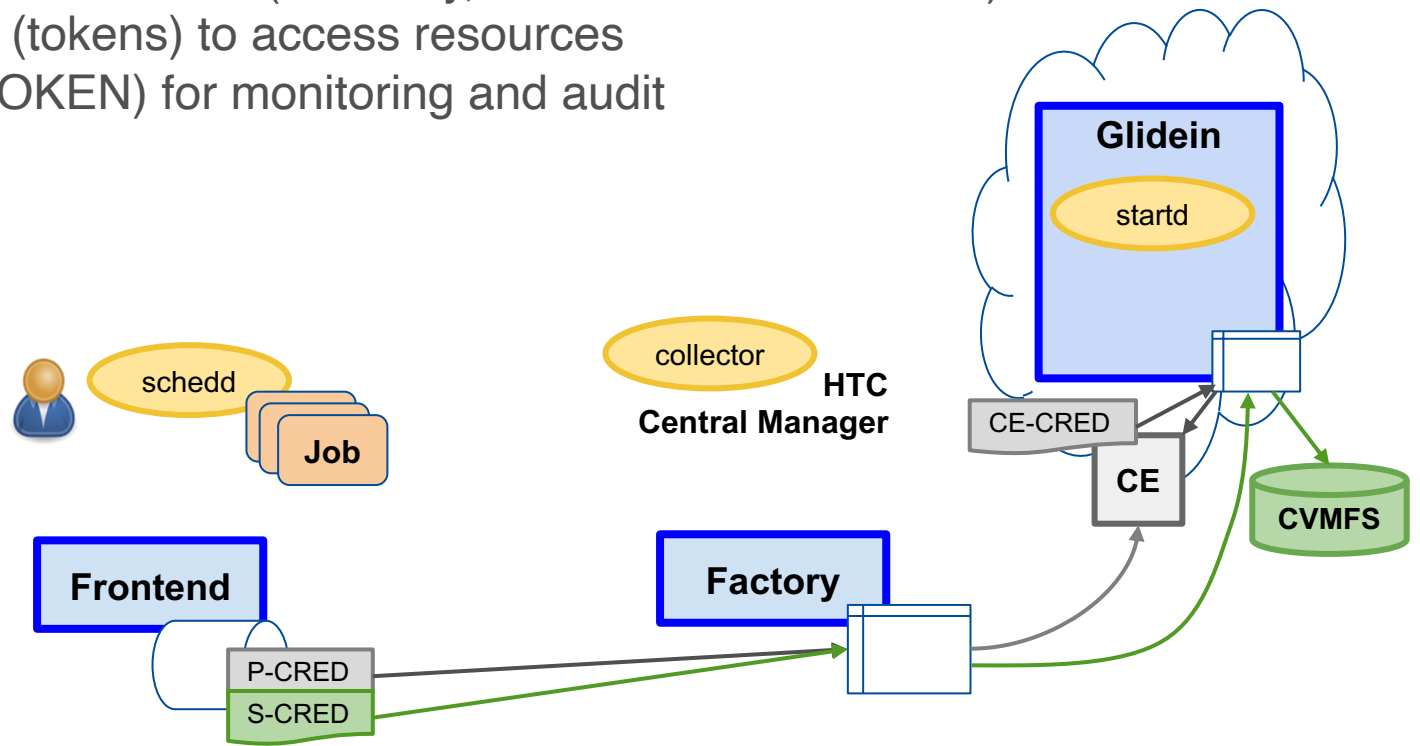 (tokens) to access resources
OKEN) for monitoring and audit
Glidein
startd
collector
schedd
HTC
Central Manager
CE-CRED
Job
CE
CVMFS
Frontend
Factory
P-CRED
S-CRED